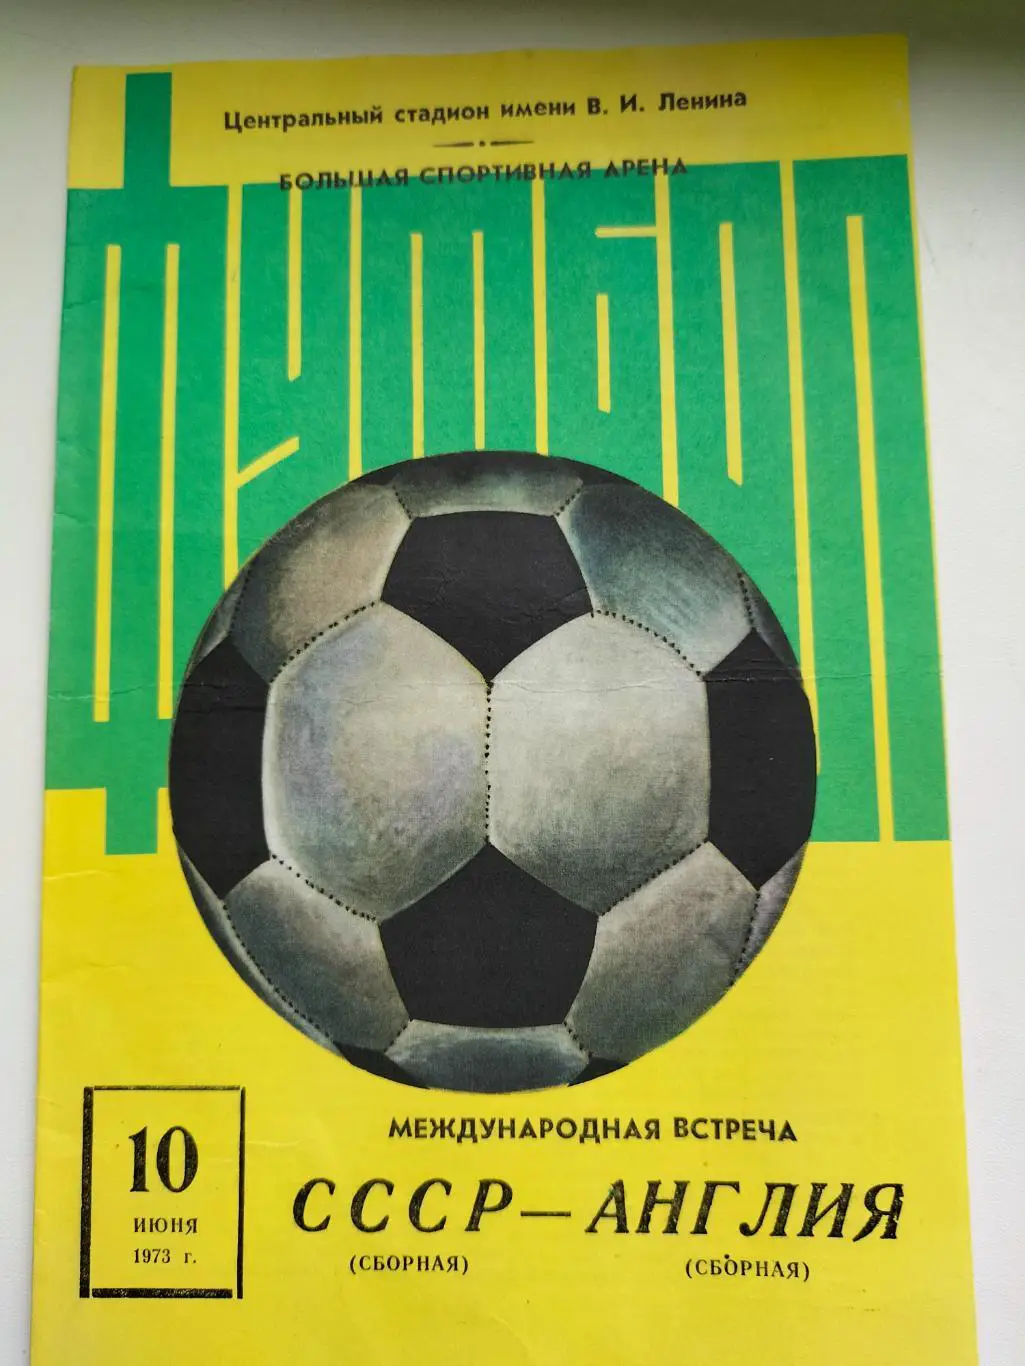 Центральный стадион имени В. И. Ленина
БОЛЬШАЯ СПОРТИВНАЯ АРЕНА
ФУТБОЛ
МЕЖДУНАРОДНАЯ ВСТРЕЧА
СССР — АНГЛИЯ
(СБОРНАЯ) (СБОРНАЯ)
10
ИЮНЯ
1973 г.